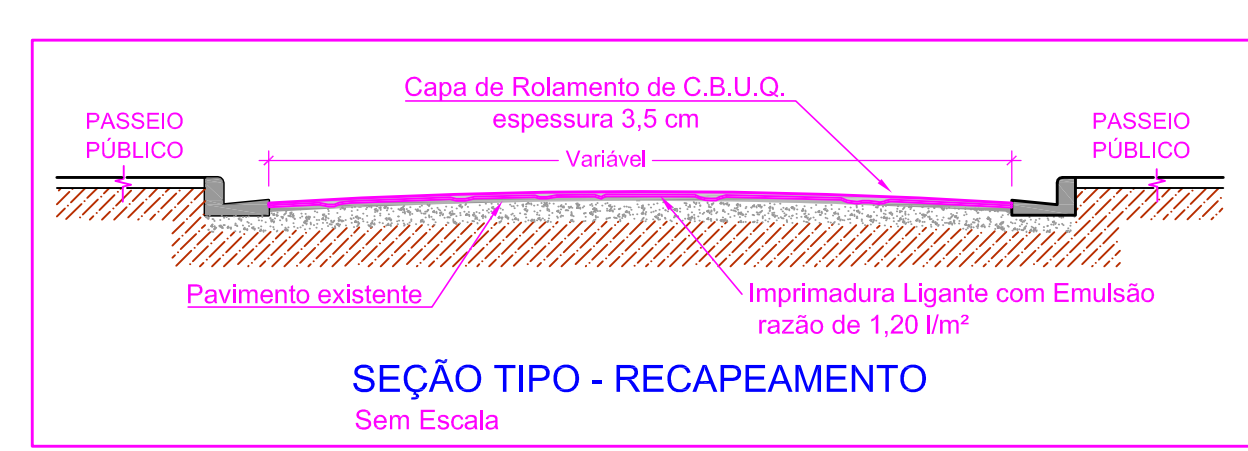 Capa de Rolamento de C.B.U.Q.
espessura 3,5 cm
PASSEIO
PÚBLICO
Variável
PASSEIO
PÚBLICO
Pavimento existente
Imprimadura Ligante com Emulsão
razão de 1,20 l/m²
SEÇÃO TIPO - RECAPEAMENTO
Sem Escala